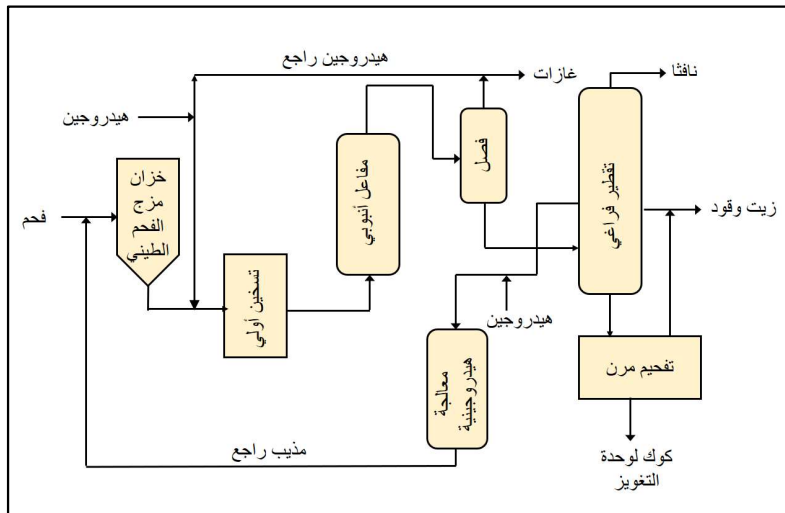 هيدروجين راجع
غازات
نافثا
هيدروجين
فصل
خزان
مزج
الفحم
الطيني
مفاعل أنبوبي
تقطير فراغي
فحم
زيت وقود
تسخين أولي
هيدروجين
معالجة
هيدروجينية
تفحيم مرن
مذيب راجع
كوك لوحدة
التغويز